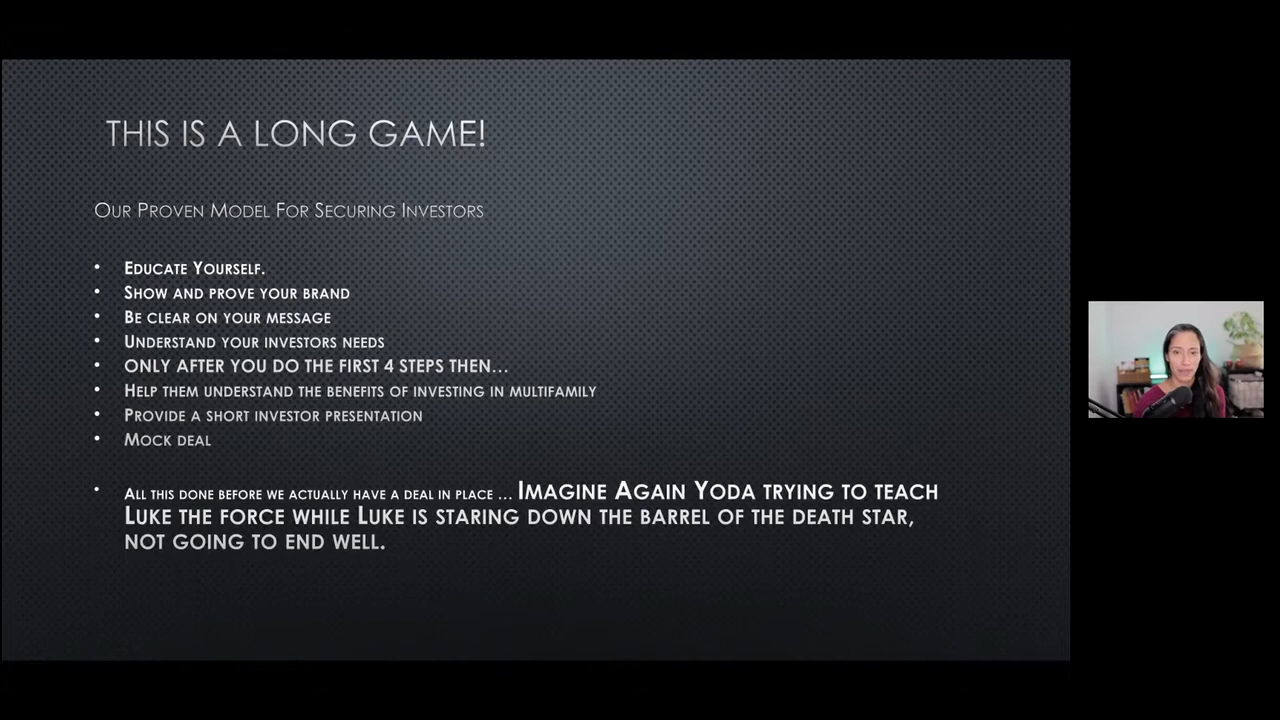 THIS IS A LONG GAME!
Our Proven Model For Securing Investors
• Educate Yourself.
• Show and prove your brand
• Be clear on your message
• Understand your investors needs
• ONLY AFTER YOU DO THE FIRST 4 STEPS THEN...
• Help them understand the benefits of investing in multifamily
• Provide a short investor presentation
• Mock deal
• All this done before we actually have a deal in place ... Imagine Again Yoda trying to teach
Luke the force while Luke is staring down the barrel of the death star,
not going to end well.